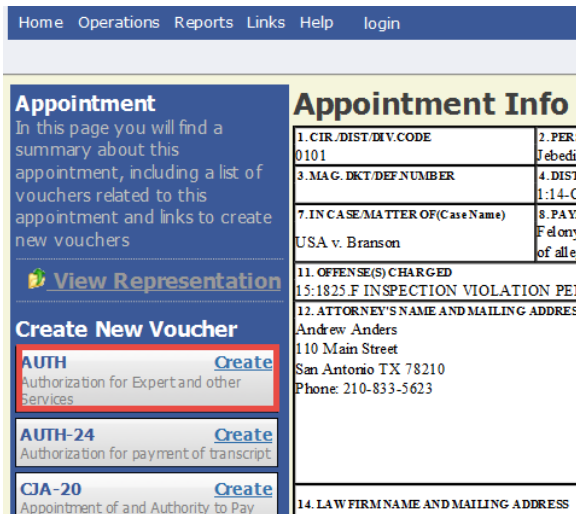 Home Operations Reports Links Help login
Appointment
In this page you will find a
summary about this
appointment, including a list of
vouchers related to this
appointment and links to create
new vouchers
View Representation
Create New Voucher
AUTH Create
Authorization for Expert and other
Services
AUTH-24 Create
Authorization for payment of transcript
CJA-20 Create
Appointment of and Authority to Pay
Appointment Info
1.CIR./DIST/DIV.CODE 2.PER
0101 Jebedi
3.MAG. DKT/DEF.NUMBER 4.DIST
1:14-C
7.IN CASE/MATTER OF(Case Name) 8.PAY
USA v. Branson Felony
of alle
11. OFFENSE(S) CHARGED
15:1825.F INSPECTION VIOLATION PE
12. ATTORNEY'S NAME AND MAILING ADDRES
Andrew Anders
110 Main Street
San Antonio TX 78210
Phone: 210-833-5623
14. LAW FIRM NAME AND MAILING ADDRESS